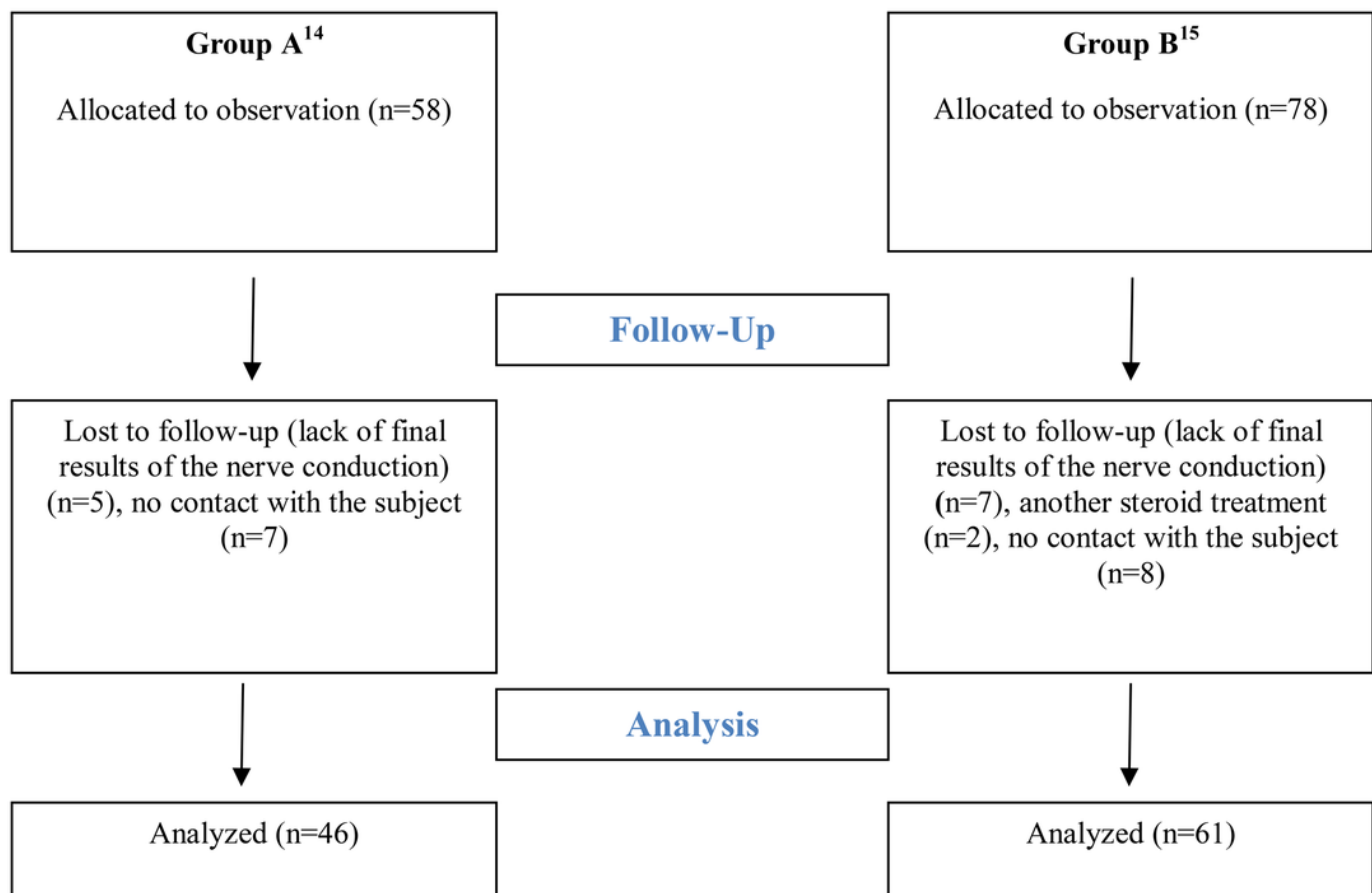 Group A14
Allocated to observation (n=58)
Group B15
Allocated to observation (n=78)
Follow-Up
Lost to follow-up (lack of final
results of the nerve conduction)
(n=5), no contact with the subject
(n=7)
Lost to follow-up (lack of final
results of the nerve conduction)
(n=7), another steroid treatment
(n=2), no contact with the subject
(n=8)
Analysis
Analyzed (n=46)
Analyzed (n=61)